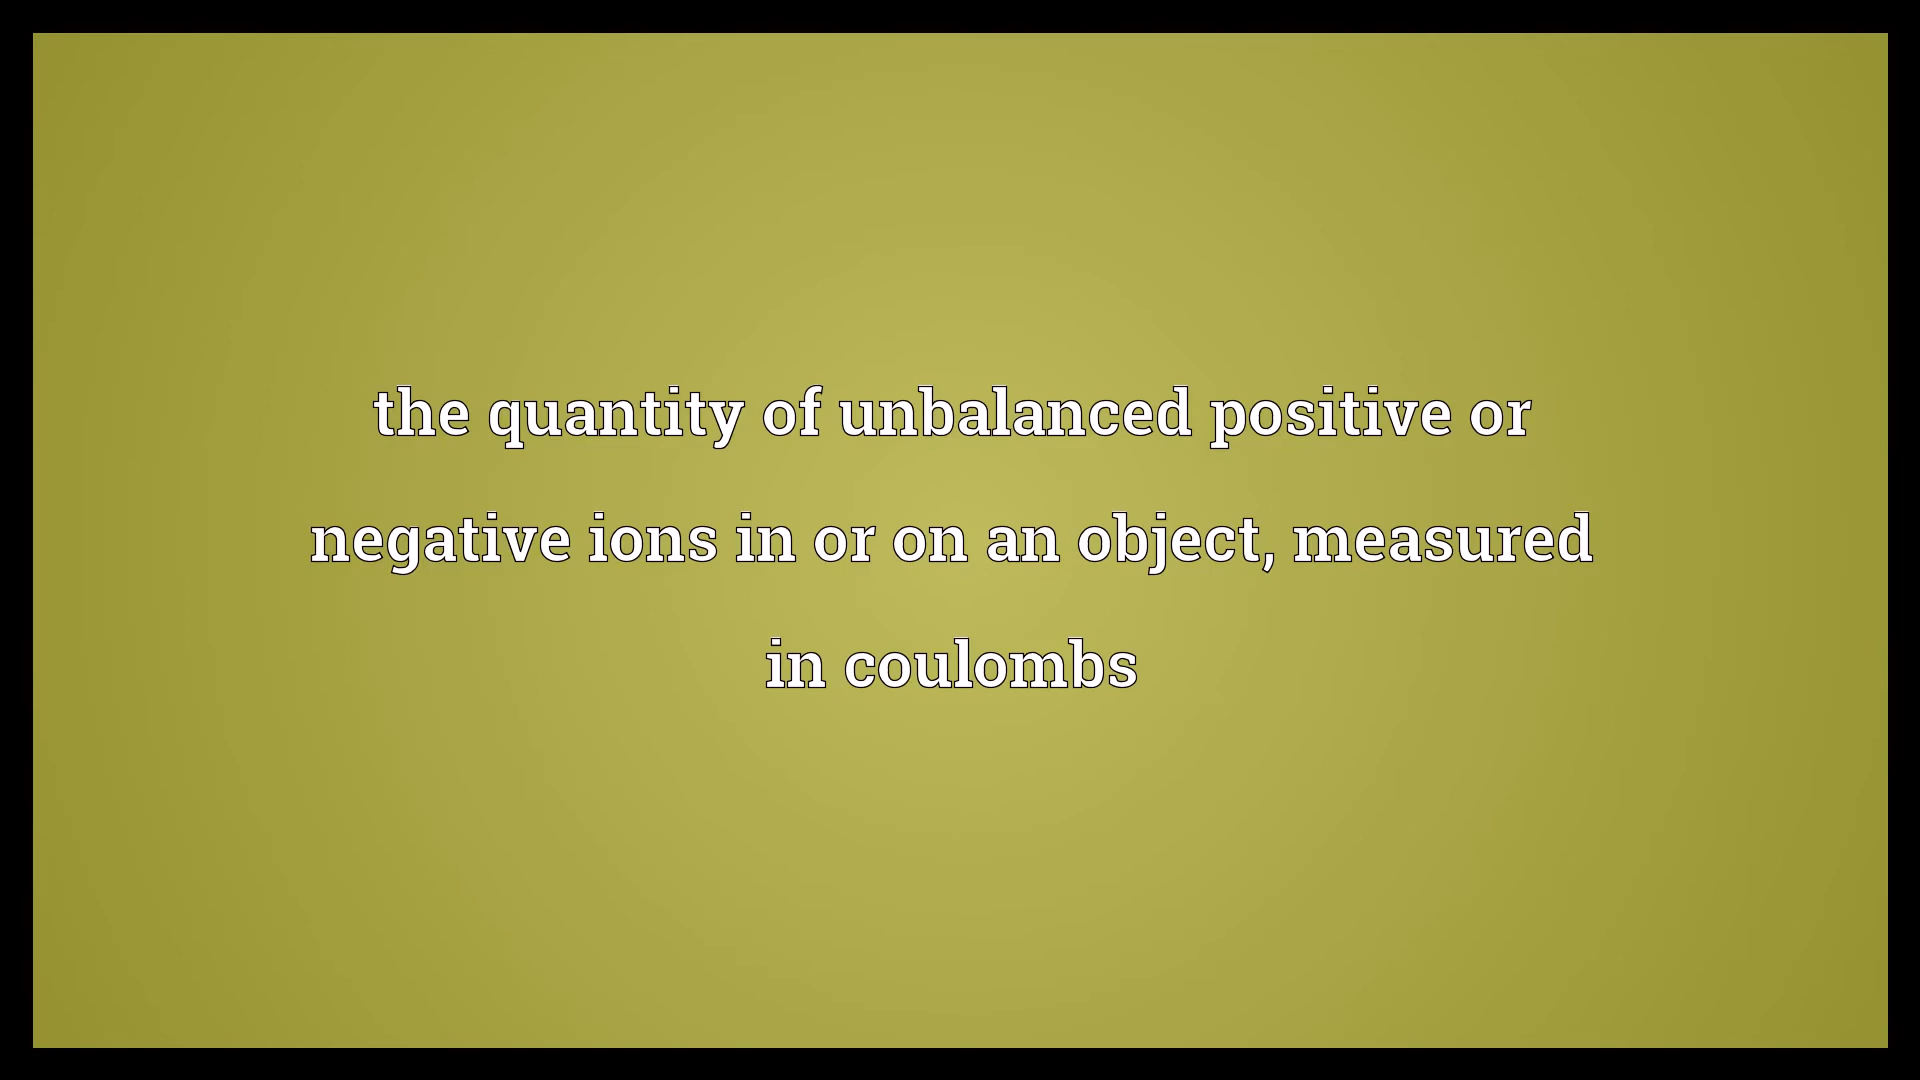 the quantity of unbalanced positive or
negative ions in or on an object, measured
in coulombs